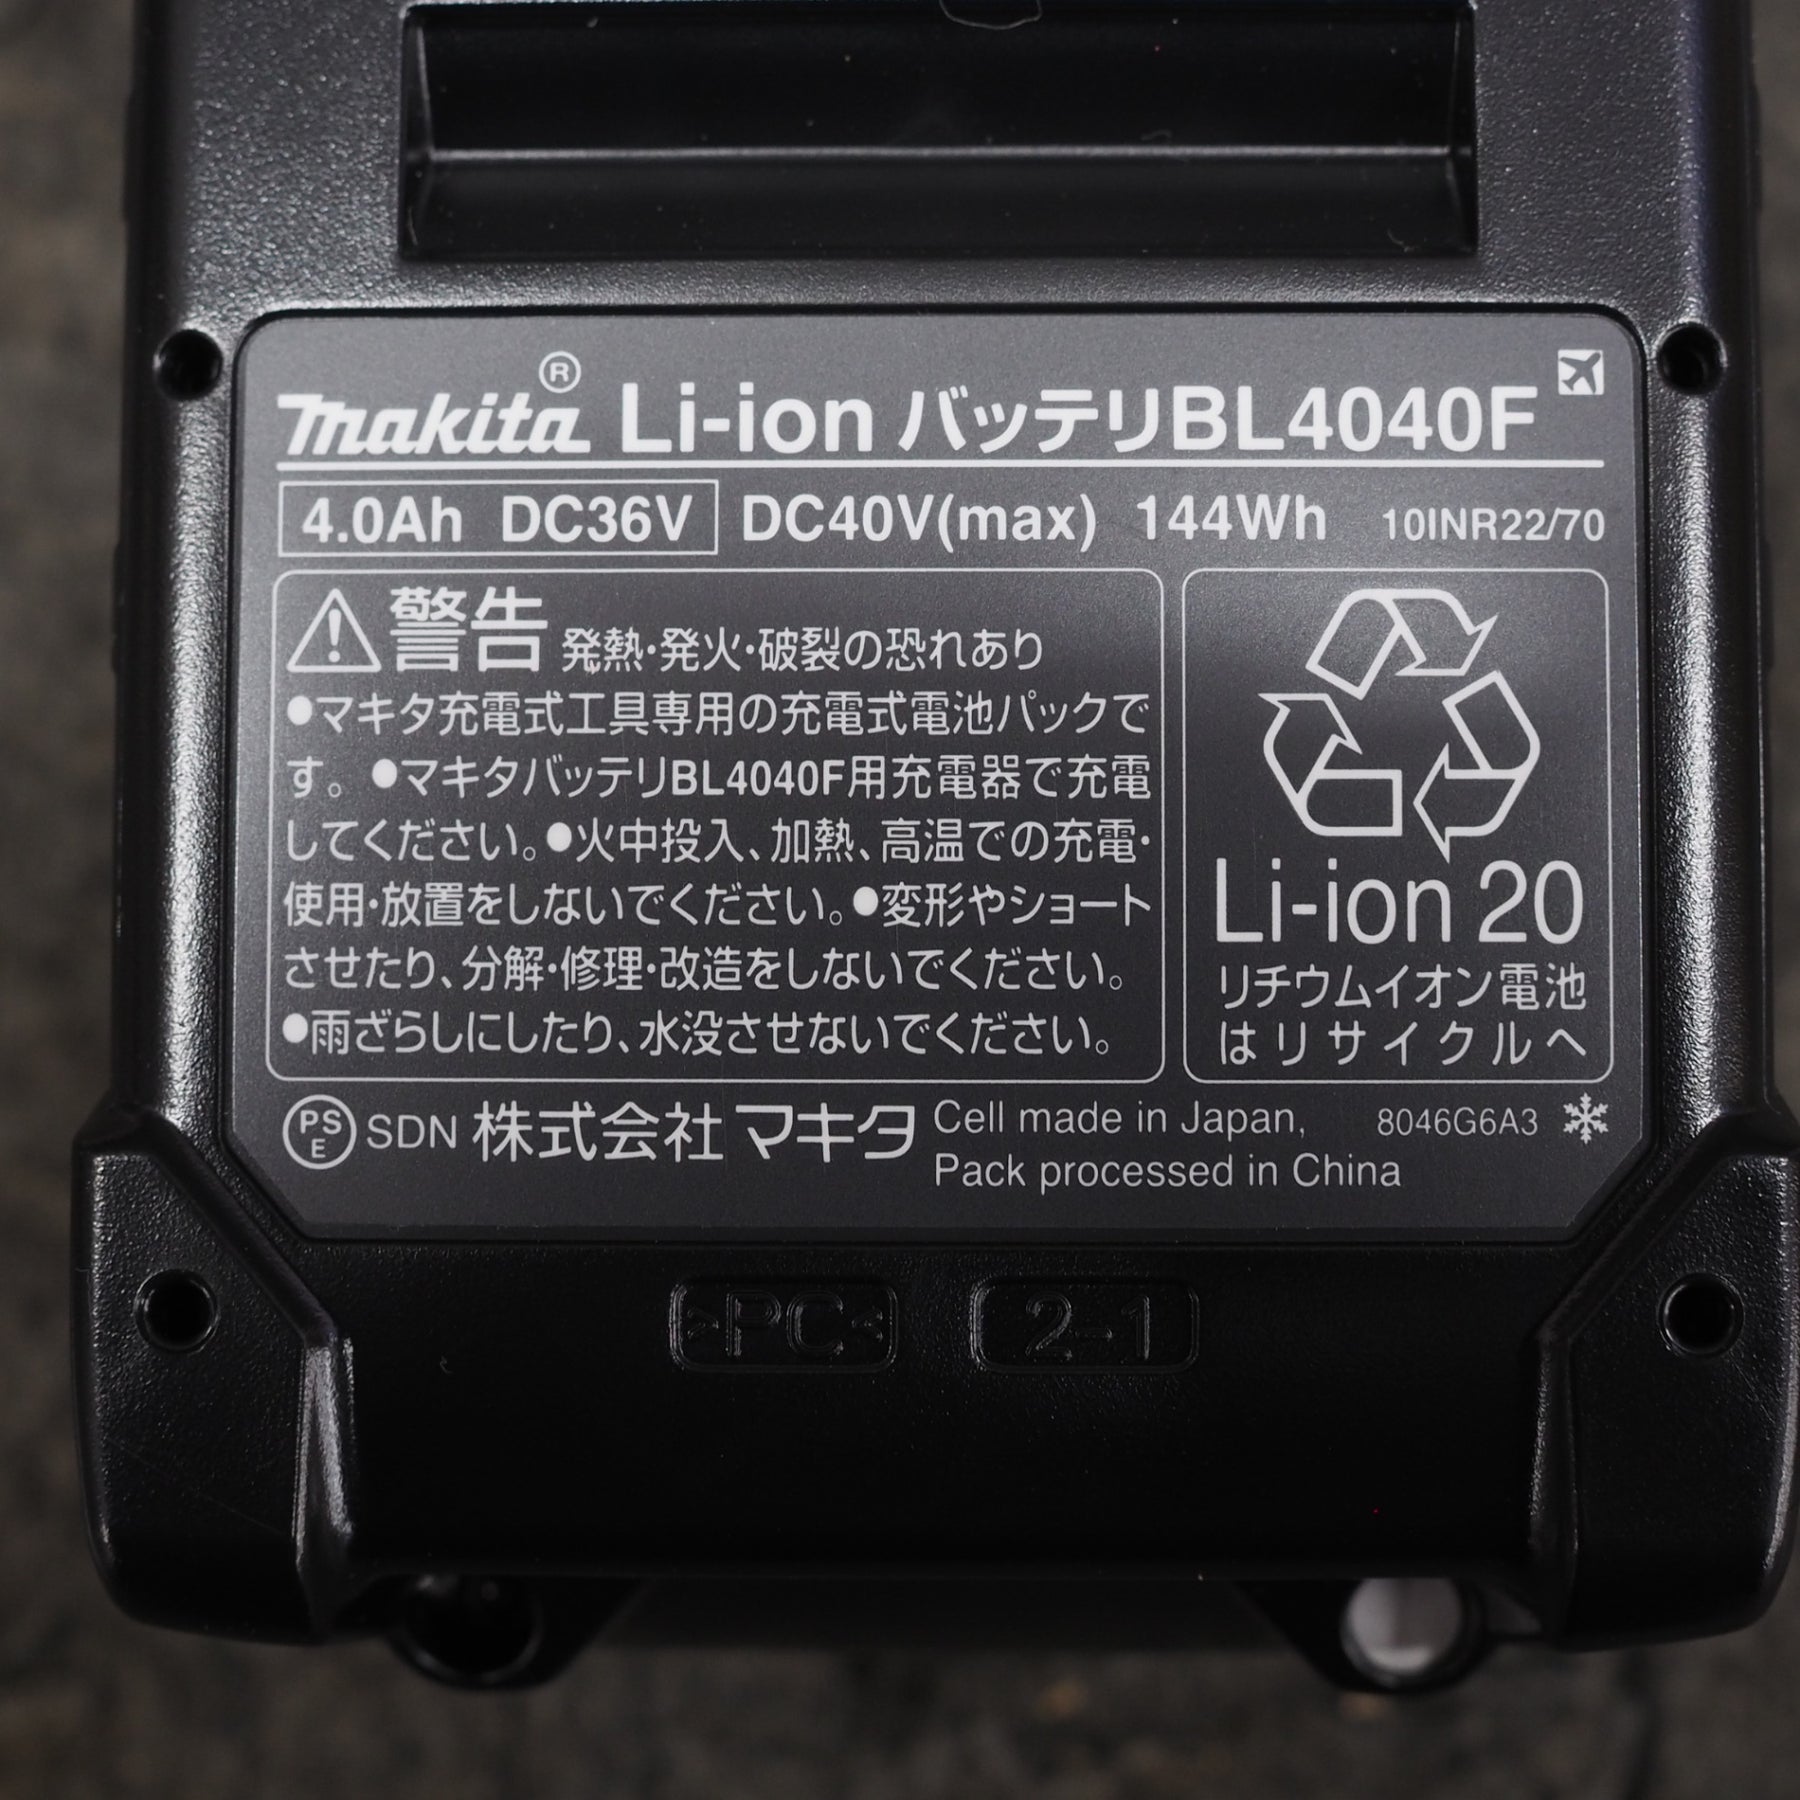 makita® Li-ion バッテリBL4040F
4.0Ah DC36V DC40V(max) 144Wh 10INR22/70
警告 発熱・発火・破裂の恐れあり
●マキタ充電式工具専用の充電式電池パックで
す。●マキタバッテリBL4040F用充電器で充電
してください。●火中投入、加熱、高温での充電・
使用・放置をしないでください。●変形やショート
させたり、分解・修理・改造をしないでください。
●雨ざらしにしたり、水没させないでください。
Li-ion 20
リチウムイオン電池
はリサイクルへ
PSE SDN 株式会社 マキタ Cell made in Japan, 8046G6A3
Pack processed in China
>PC< 2-1